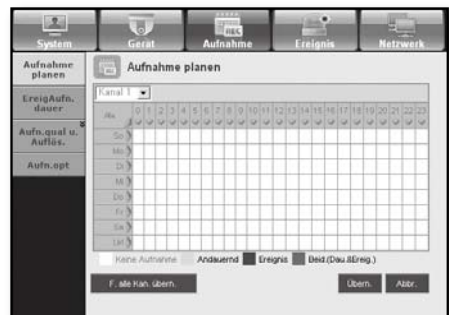 System Gerät Aufnahme Ereignis Netzwerk
Aufnahme planen
EreigAufn. dauer
Aufn.qual u. Auflös.
Aufn.opt
Aufnahme planen
Kanal 1
Alle 0 1 2 3 4 5 6 7 8 9 10 11 12 13 14 15 16 17 18 19 20 21 22 23
So
Mo
Di
Mi
Do
Fr
Sa
Keine Aufnahme Andauernd Ereignis Beid.(Dau.&Ereig.)
F. alle Kan. übern. Übern. Abbr.